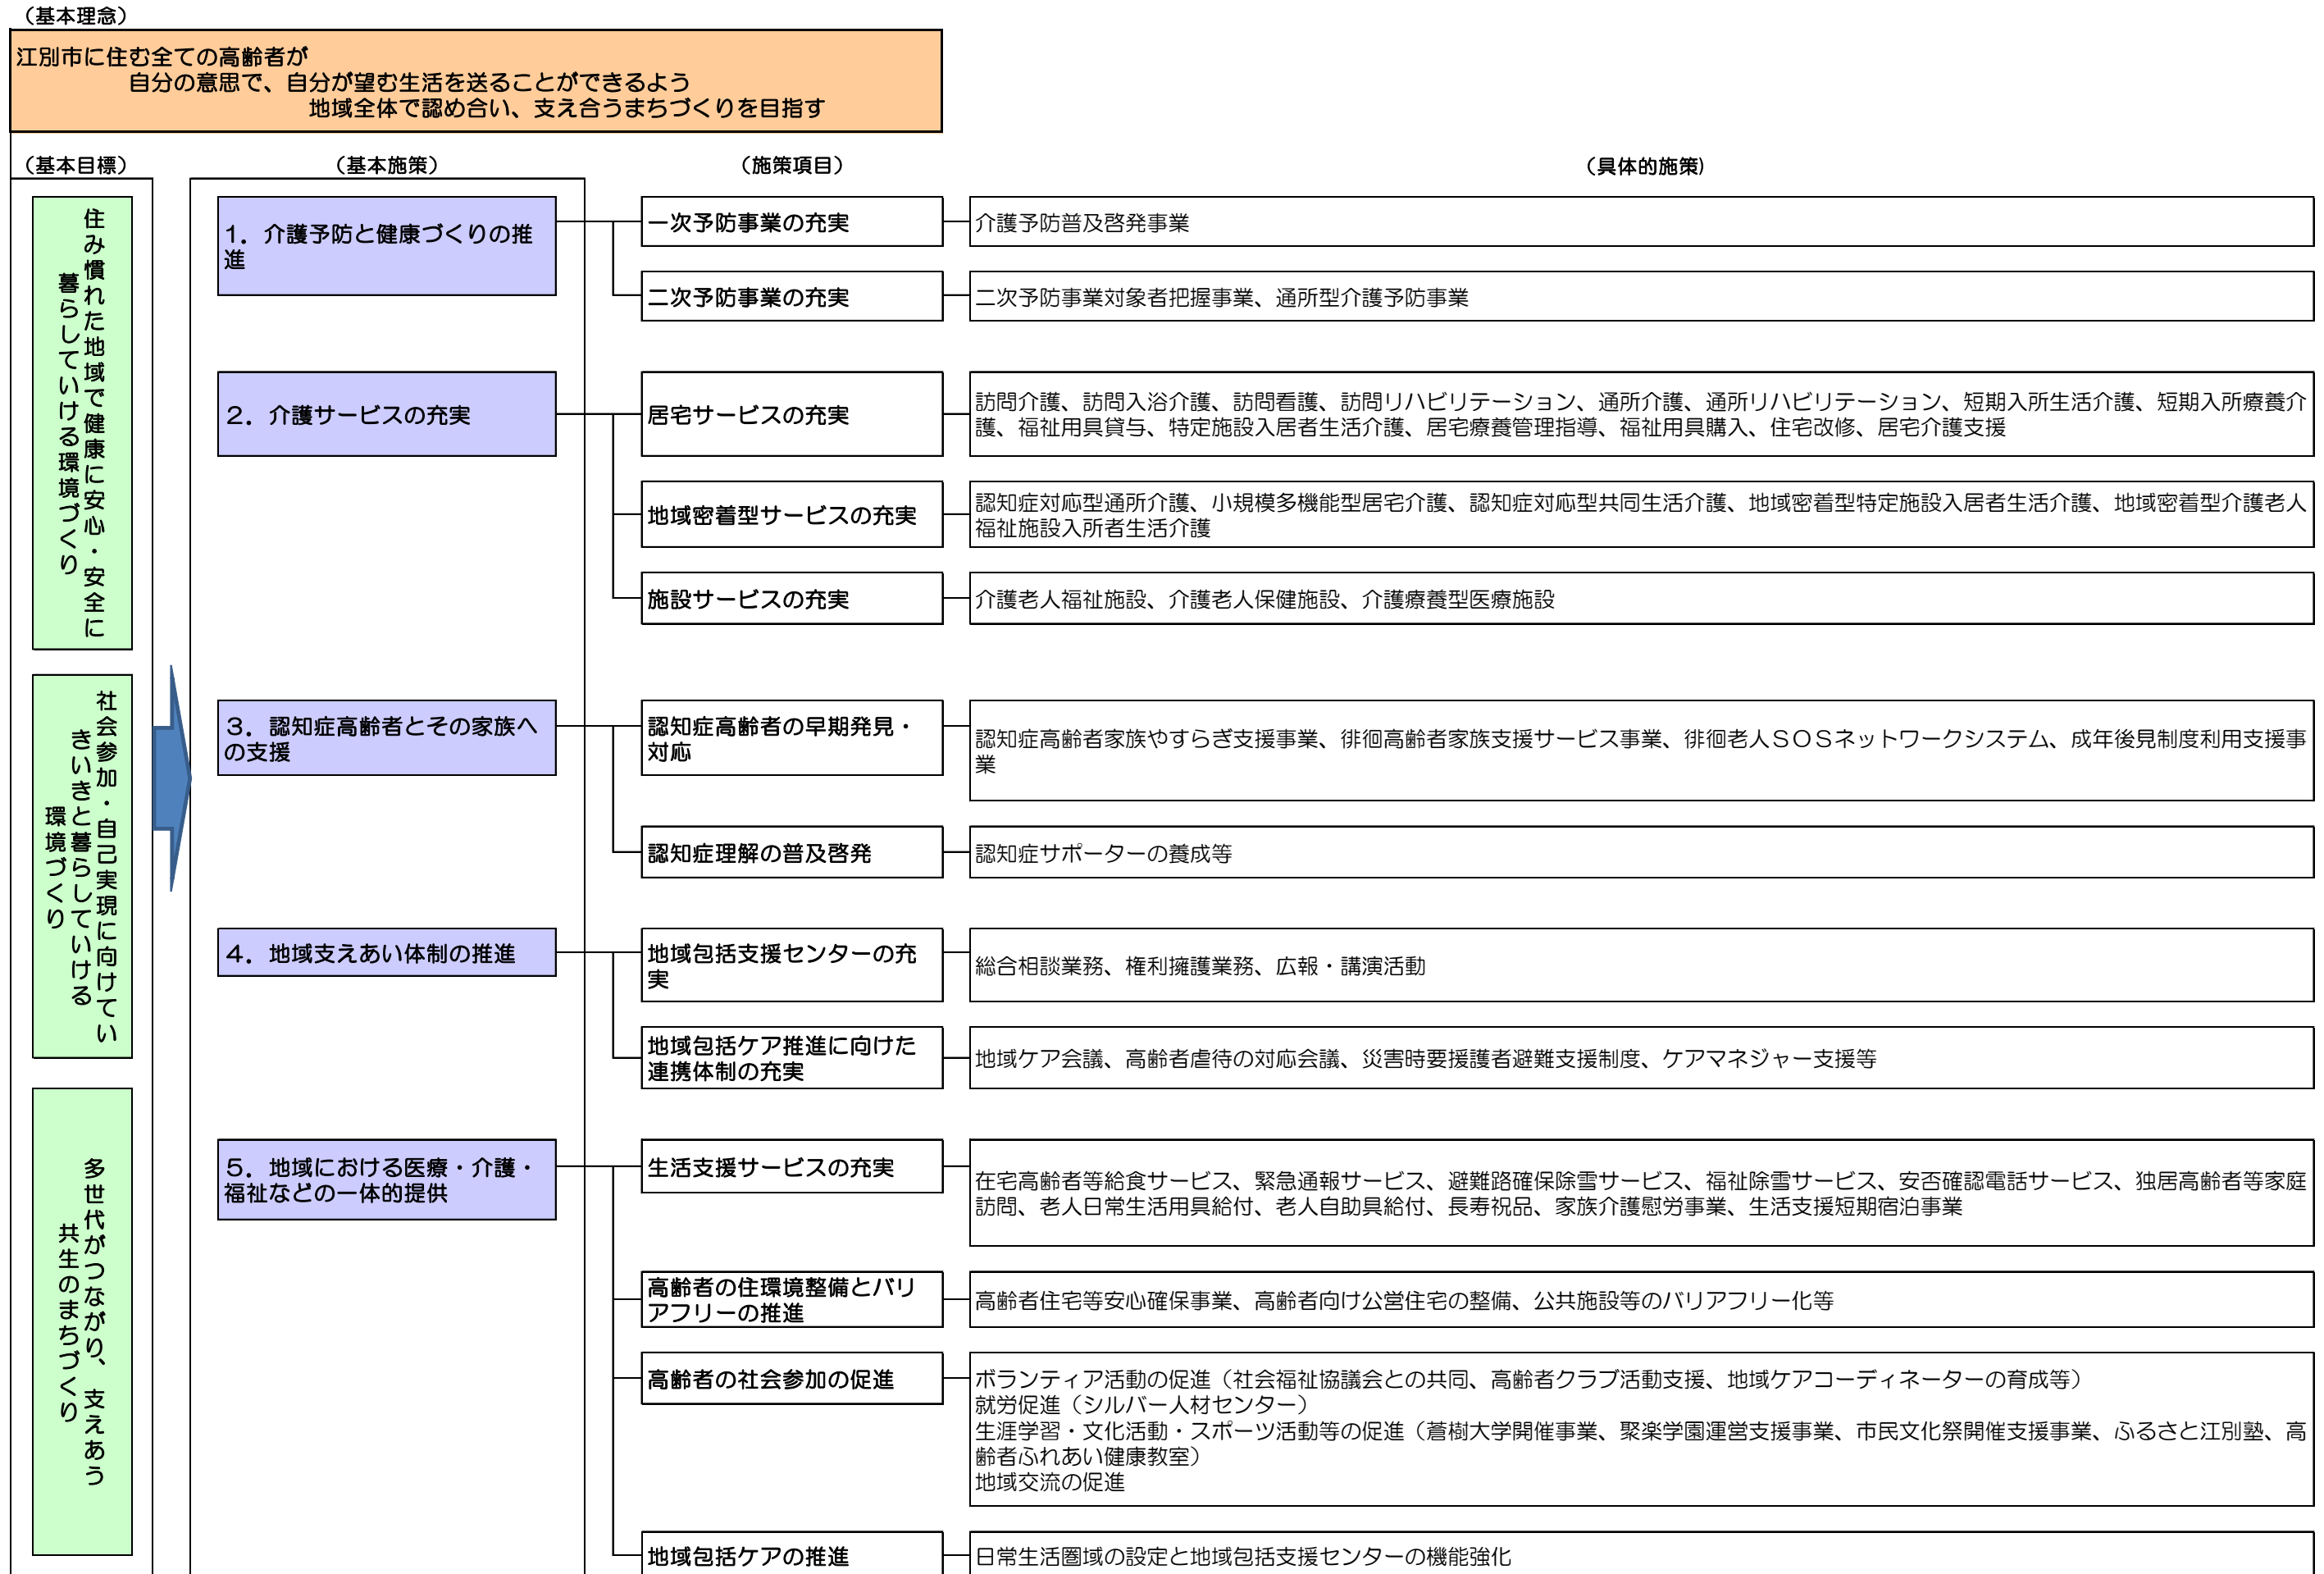 （基本理念）
江別市に住む全ての高齢者が
自分の意思で、自分が望む生活を送ることができるよう
地域全体で認め合い、支え合うまちづくりを目指す
（基本目標）
（基本施策）
（施策項目）
（具体的施策）
住み慣れた地域で健康に安心・安全に
暮らしていける環境づくり
社会参加・自己実現に向けてい
きいきと暮らしていける
環境づくり
多世代がつながり、支えあう
共生のまちづくり
１．介護予防と健康づくりの推
進
一次予防事業の充実
介護予防普及啓発事業
二次予防事業の充実
二次予防事業対象者把握事業、通所型介護予防事業
２．介護サービスの充実
居宅サービスの充実
訪問介護、訪問入浴介護、訪問看護、訪問リハビリテーション、通所介護、通所リハビリテーション、短期入所生活介護、短期入所療養介
護、福祉用具貸与、特定施設入居者生活介護、居宅療養管理指導、福祉用具購入、住宅改修、居宅介護支援
地域密着型サービスの充実
認知症対応型通所介護、小規模多機能型居宅介護、認知症対応型共同生活介護、地域密着型特定施設入居者生活介護、地域密着型介護老人
福祉施設入所者生活介護
施設サービスの充実
介護老人福祉施設、介護老人保健施設、介護療養型医療施設
３．認知症高齢者とその家族へ
の支援
認知症高齢者の早期発見・
対応
認知症高齢者家族やすらぎ支援事業、徘徊高齢者家族支援サービス事業、徘徊老人ＳＯＳネットワークシステム、成年後見制度利用支援事
業
認知症理解の普及啓発
認知症サポーターの養成等
４．地域支えあい体制の推進
地域包括支援センターの充
実
総合相談業務、権利擁護業務、広報・講演活動
地域包括ケア推進に向けた
連携体制の充実
地域ケア会議、高齢者虐待の対応会議、災害時要援護者避難支援制度、ケアマネジャー支援等
５．地域における医療・介護・
福祉などの一体的提供
生活支援サービスの充実
在宅高齢者等給食サービス、緊急通報サービス、避難路確保除雪サービス、福祉除雪サービス、安否確認電話サービス、独居高齢者等家庭
訪問、老人日常生活用具給付、老人自助具給付、長寿祝品、家族介護慰労事業、生活支援短期宿泊事業
高齢者の住環境整備とバリ
アフリーの推進
高齢者住宅等安心確保事業、高齢者向け公営住宅の整備、公共施設等のバリアフリー化等
高齢者の社会参加の促進
ボランティア活動の促進（社会福祉協議会との共同、高齢者クラブ活動支援、地域ケアコーディネーターの育成等）
就労促進（シルバー人材センター）
生涯学習・文化活動・スポーツ活動等の促進（蒼樹大学開催事業、聚楽学園運営支援事業、市民文化祭開催支援事業、ふるさと江別塾、高
齢者ふれあい健康教室）
地域交流の促進
地域包括ケアの推進
日常生活圏域の設定と地域包括支援センターの機能強化